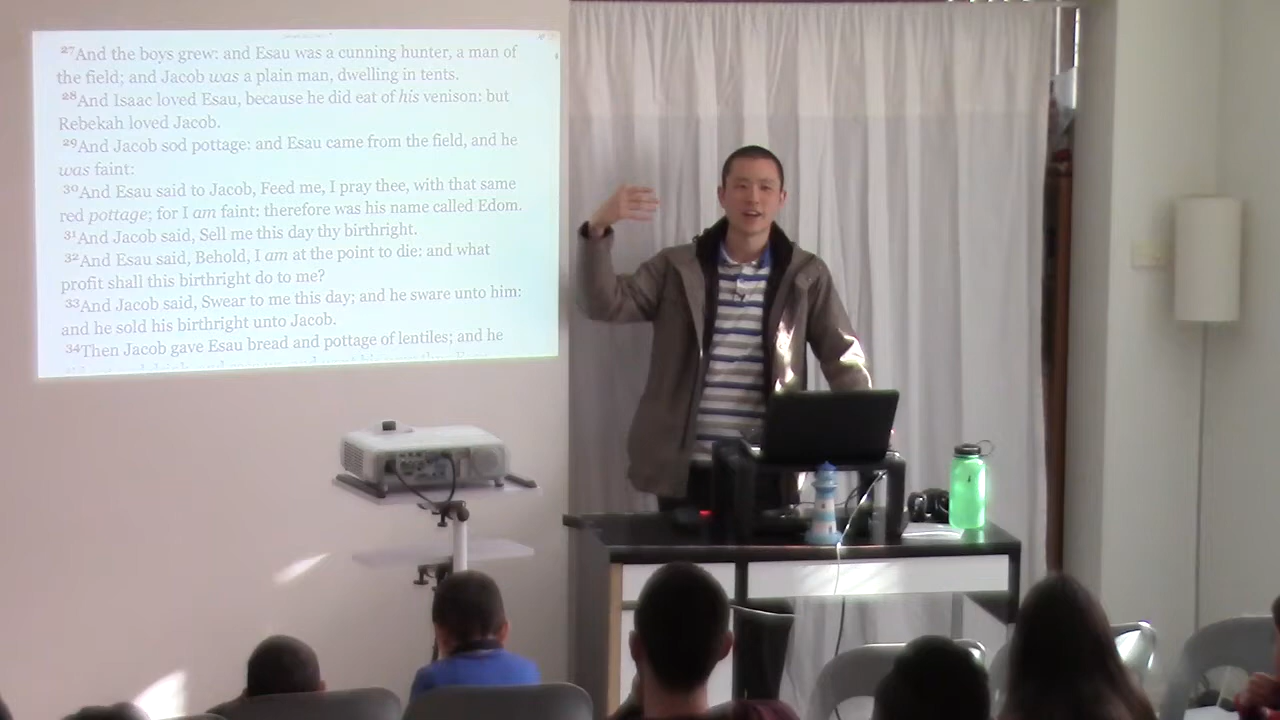 27And the boys grew: and Esau was a cunning hunter, a man of
the field; and Jacob was a plain man, dwelling in tents.
28And Isaac loved Esau, because he did eat of his venison: but
Rebekah loved Jacob.
29And Jacob sod pottage: and Esau came from the field, and he
was faint:
30And Esau said to Jacob, Feed me, I pray thee, with that same
red pottage; for I am faint: therefore was his name called Edom.
31And Jacob said, Sell me this day thy birthright.
32And Esau said, Behold, I am at the point to die: and what
profit shall this birthright do to me?
33And Jacob said, Swear to me this day; and he sware unto him:
and he sold his birthright unto Jacob.
34Then Jacob gave Esau bread and pottage of lentiles; and he